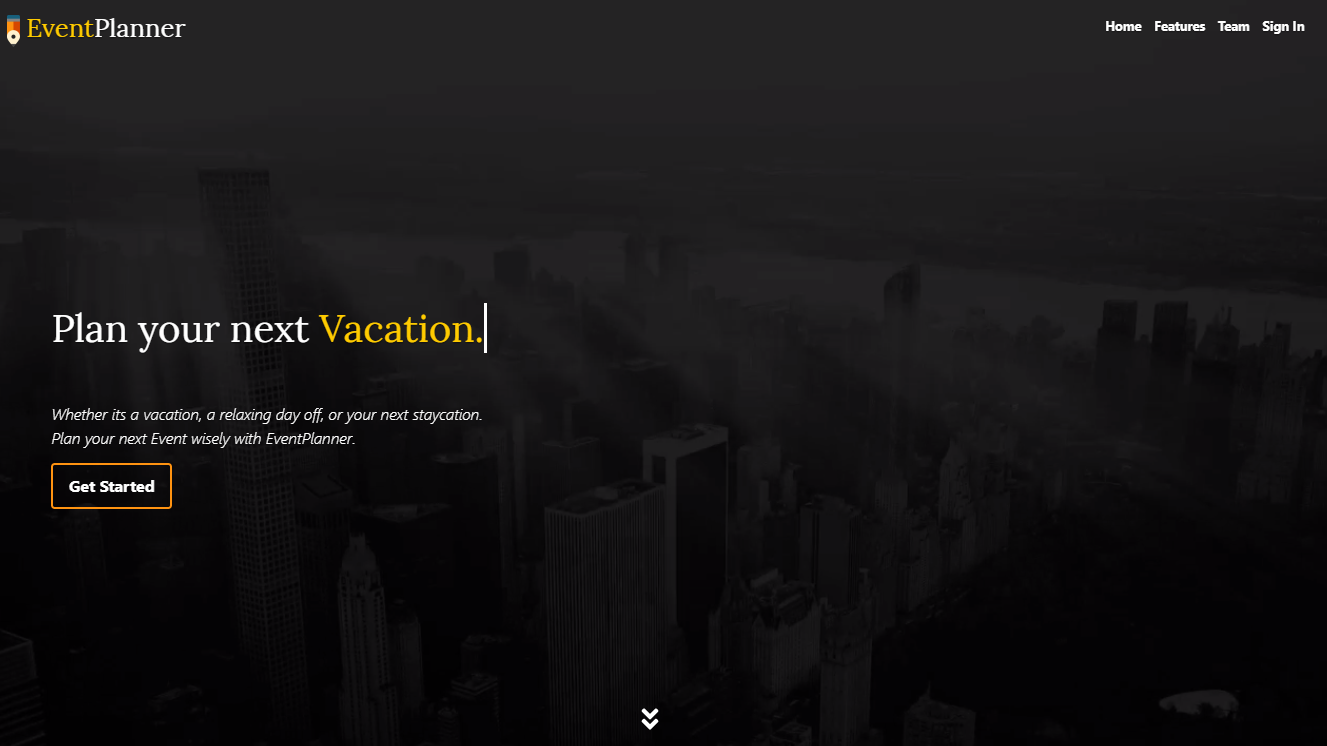 EventPlanner
Home Features Team Sign In
Plan your next Vacation.
Whether its a vacation, a relaxing day off, or your next staycation.
Plan your next Event wisely with EventPlanner.
Get Started